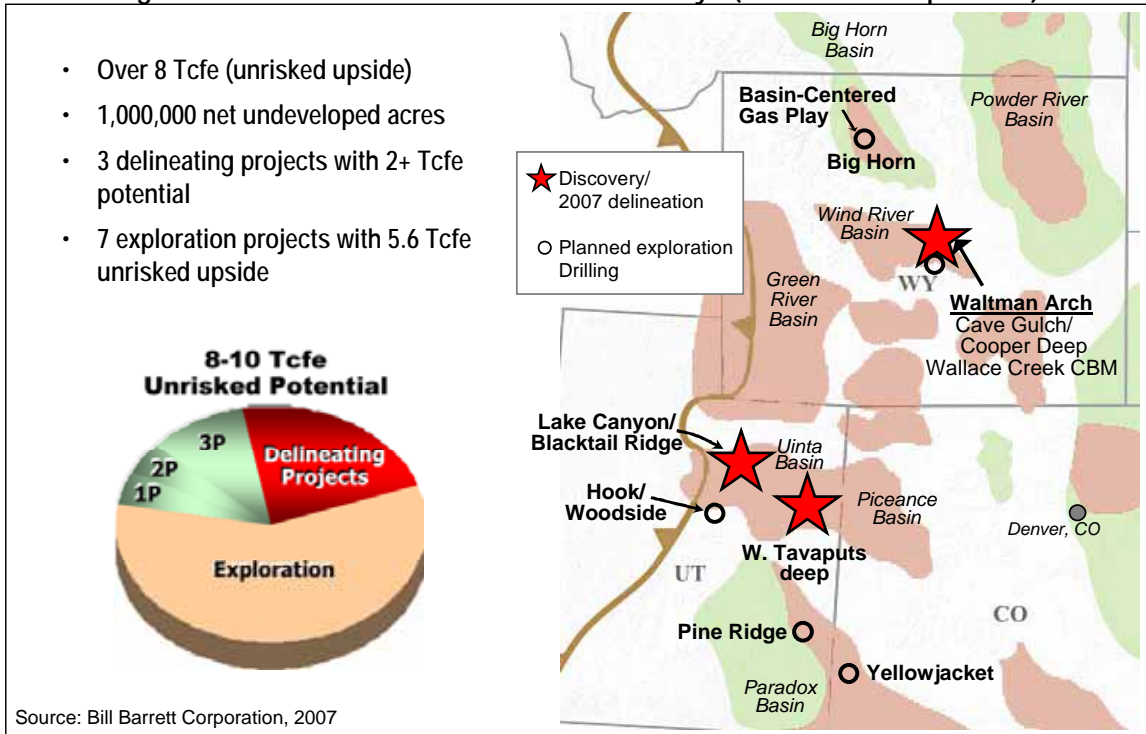 • Over 8 Tcfe (unrisked upside)
• 1,000,000 net undeveloped acres
• 3 delineating projects with 2+ Tcfe
potential
• 7 exploration projects with 5.6 Tcfe
unrisked upside
8-10 Tcfe
Unrisked Potential
3P
2P
1P
Delineating
Projects
Exploration
Source: Bill Barrett Corporation, 2007
Discovery/
2007 delineation
Planned exploration
Drilling
Big Horn
Basin
Basin-Centered
Gas Play
Big Horn
Powder River
Basin
Wind River
Basin
WY
Green
River
Basin
Waltman Arch
Cave Gulch/
Cooper Deep
Wallace Creek CBM
Lake Canyon/
Blacktail Ridge
Uinta
Basin
Hook/
Woodside
Piceance
Basin
Denver, CO
W. Tavaputs
deep
UT
CO
Pine Ridge
Yellowjacket
Paradox
Basin